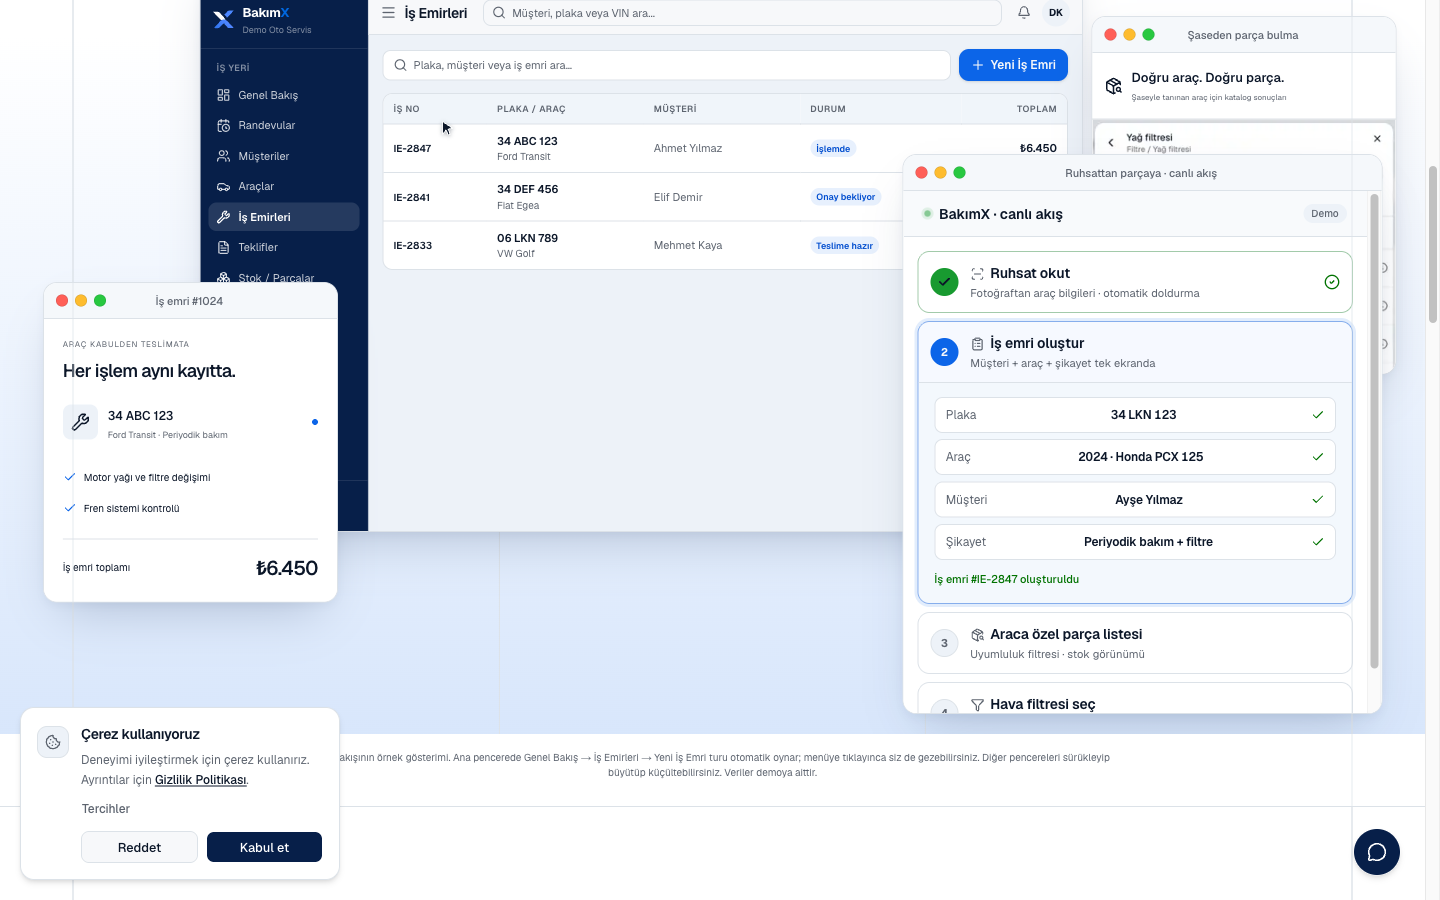 BakımX
Demo Oto Servis
İŞ YERİ
Genel Bakış
Randevular
Müşteriler
Araçlar
İş Emirleri
Teklifler
Stok / Parçalar
İş Emirleri
Müşteri, plaka veya VIN ara...
DK
Plaka, müşteri veya iş emri ara...
Yeni İş Emri
İŞ NO PLAKA / ARAÇ MÜŞTERİ DURUM TOPLAM
IE-2847 34 ABC 123 Ahmet Yılmaz İşlemde ₺6.450
Ford Transit
IE-2841 34 DEF 456 Elif Demir Onay bekliyor
Fiat Egea
IE-2833 06 LKN 789 Mehmet Kaya Teslime hazır
VW Golf
Şaseden parça bulma
Doğru araç. Doğru parça.
Şaseyle tanınan araç için katalog sonuçları
Yağ filtresi
Filtre / Yağ filtresi
Ruhsattan parçaya · canlı akış
BakımX · canlı akış
Demo
Ruhsat okut
Fotoğraftan araç bilgileri · otomatik doldurma
2
İş emri oluştur
Müşteri + araç + şikayet tek ekranda
Plaka 34 LKN 123
Araç 2024 · Honda PCX 125
Müşteri Ayşe Yılmaz
Şikayet Periyodik bakım + filtre
İş emri #IE-2847 oluşturuldu
3
Araca özel parça listesi
Uyumluluk filtresi · stok görünümü
4
Hava filtresi seç
İş emri #1024
ARAÇ KABULDEN TESLİMATA
Her işlem aynı kayıtta.
34 ABC 123
Ford Transit · Periyodik bakım
Motor yağı ve filtre değişimi
Fren sistemi kontrolü
İş emri toplamı ₺6.450
akışının örnek gösterimi. Ana pencerede Genel Bakış → İş Emirleri → Yeni İş Emri turu otomatik oynar; menüye tıklayınca siz de gezebilirsiniz. Diğer pencereleri sürükleyip
büyütüp küçültebilirsiniz. Veriler demoya aittir.
Çerez kullanıyoruz
Deneyimi iyileştirmek için çerez kullanırız.
Ayrıntılar için Gizlilik Politikası.
Tercihler
Reddet
Kabul et